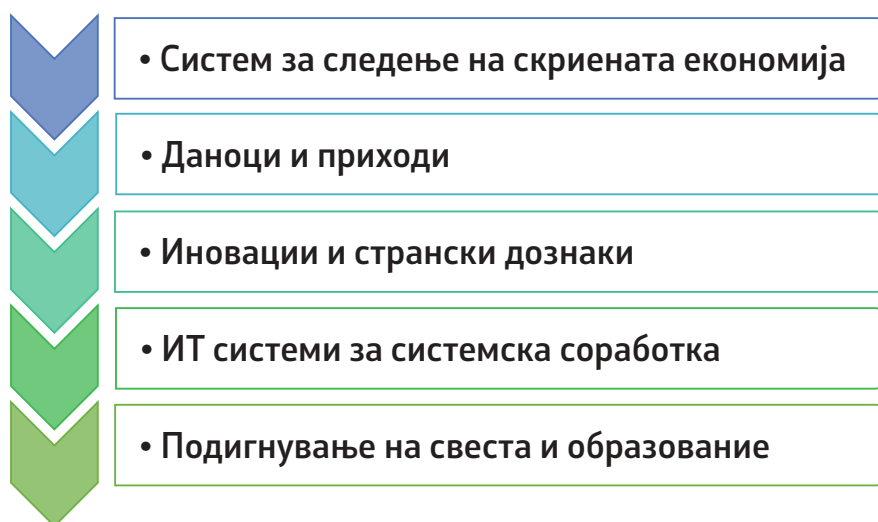 • Систем за следење на скриената економија
• Даноци и приходи
• Иновации и странски дознаки
• ИТ системи за системска соработка
• Подигнување на свеста и образование